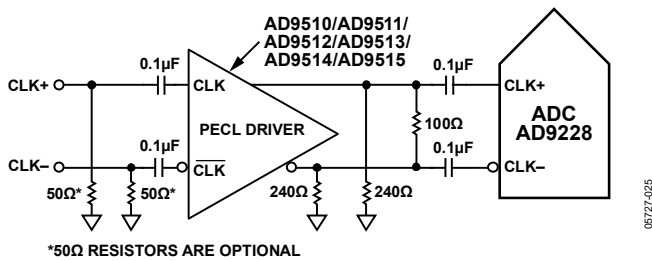 AD9510/AD9511/
AD9512/AD9513/
AD9514/AD9515
0.1µF
0.1µF
CLK+
CLK
CLK+
ADC
AD9228
PECL DRIVER
100Ω
0.1µF
0.1µF
CLK–
CLK
CLK–
50Ω*
50Ω*
240Ω
240Ω
*50Ω RESISTORS ARE OPTIONAL
05727-025